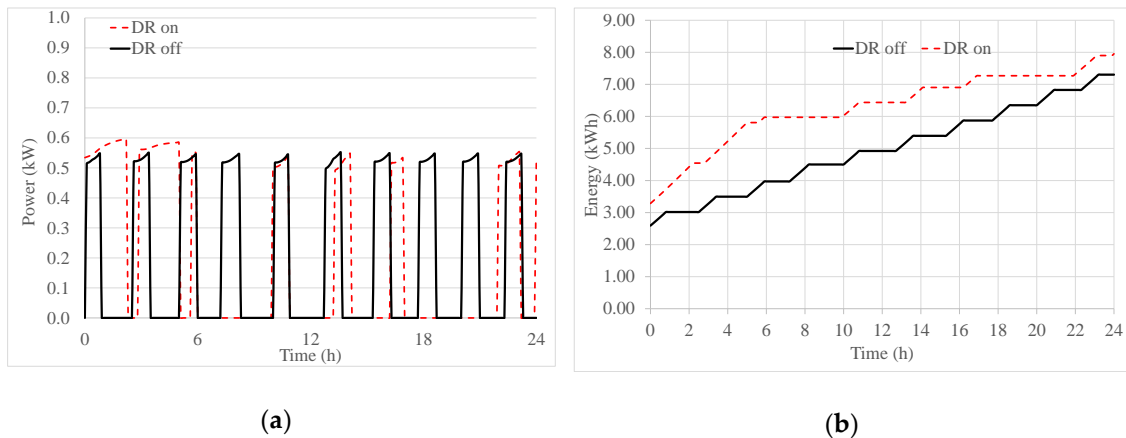 DR on
DR off
1.0
0.9
0.8
0.7
0.6
0.5
0.4
0.3
0.2
0.1
0.0
Power (kW)
0 6 12 18 24
Time (h)
(a)
9.00
8.00
7.00
6.00
5.00
4.00
3.00
2.00
1.00
0.00
Energy (kWh)
DR off DR on
0 2 4 6 8 10 12 14 16 18 20 22 24
Time (h)
(b)